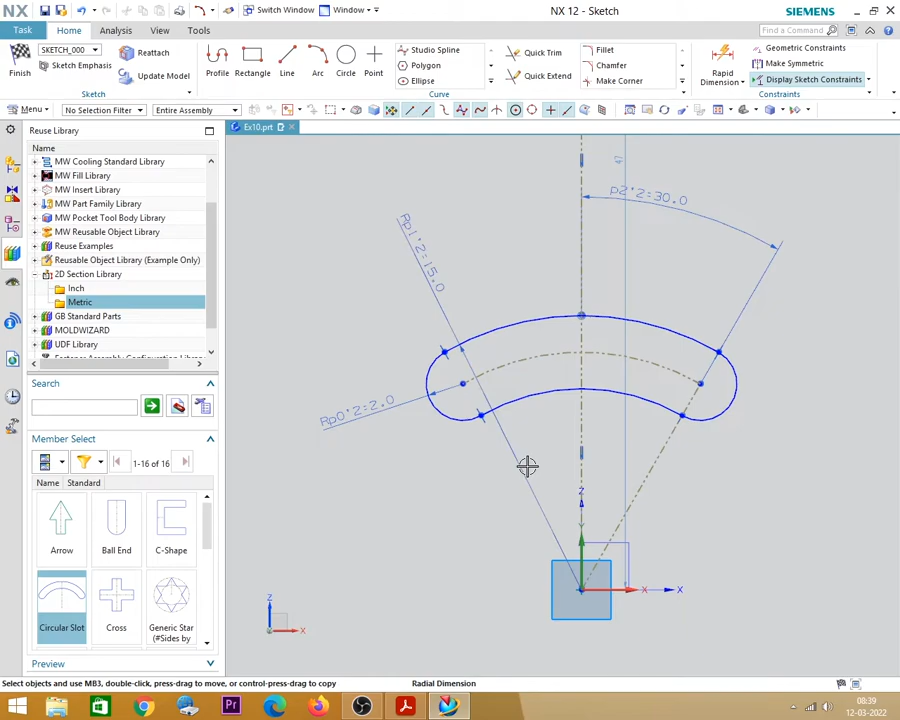 NX
Switch Window
Window
NX 12 - Sketch
SIEMENS
Task
Home
Analysis
View
Tools
Find a Command
Finish
SKETCH_000
Sketch Emphasis
Reattach
Update Model
Sketch
Profile
Rectangle
Line
Arc
Circle
Point
Studio Spline
Polygon
Ellipse
Quick Trim
Quick Extend
Fillet
Chamfer
Make Corner
Curve
Rapid
Dimension
Geometric Constraints
Make Symmetric
Display Sketch Constraints
Constraints
Menu
No Selection Filter
Entire Assembly
Reuse Library
Ex10.prt
Name
MW Cooling Standard Library
MW Fill Library
MW Insert Library
MW Part Family Library
MW Pocket Tool Body Library
MW Reusable Object Library
Reuse Examples
Reusable Object Library (Example Only)
2D Section Library
Inch
Metric
GB Standard Parts
MOLDWIZARD
UDF Library
Search
Member Select
1-16 of 16
Name
Standard
Arrow
Ball End
C-Shape
Circular Slot
Cross
Generic Star
(#Sides by
Preview
47
p2'2=30.0
Rp1'2=15.0
Rp0'2=2.0
Z
Y
X
X
Z
X
Select objects and use MB3, double-click, press-drag to move, or control-press-drag to copy
Radial Dimension
Pr
08:39
12-03-2022